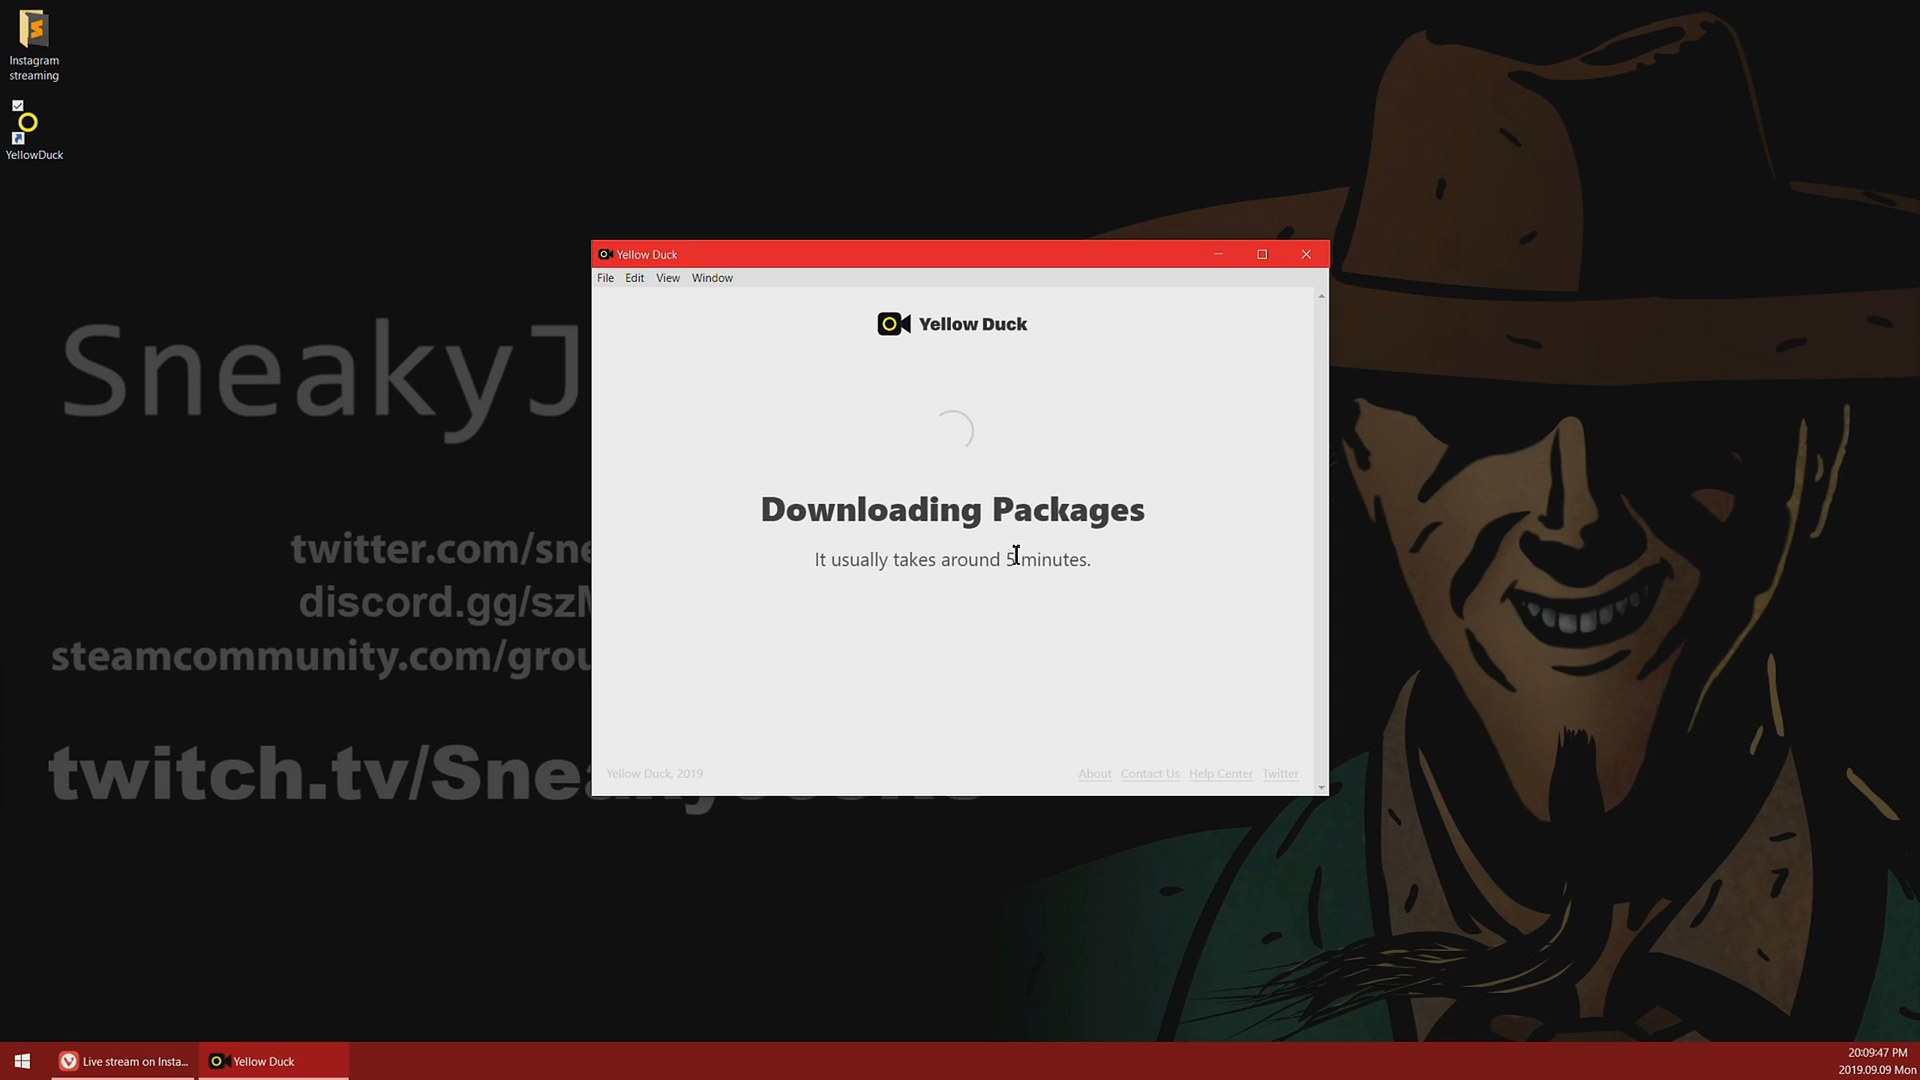 Instagram
streaming
YellowDuck
Yellow Duck
File Edit View Window
Yellow Duck
Downloading Packages
It usually takes around 5 minutes.
Yellow Duck, 2019
About Contact Us Help Center Twitter
SneakyJ
twitter.com/sne
discord.gg/sz
steamcommunity.com/grou
twitch.tv/Snea
Live stream on Insta...
Yellow Duck
20:09:47 PM
2019.09.09 Mon